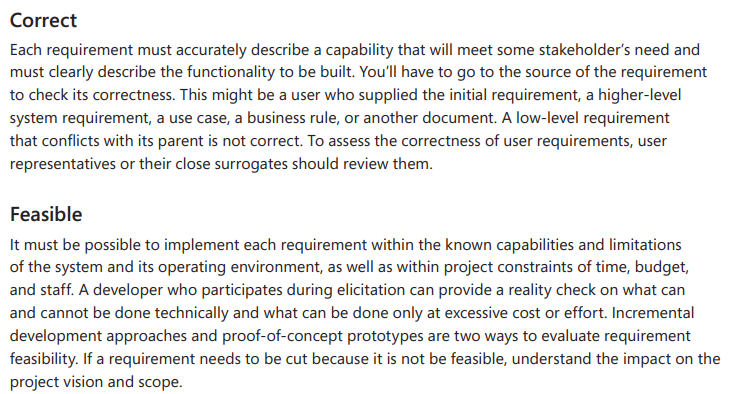 Correct
Each requirement must accurately describe a capability that will meet some stakeholder’s need and
must clearly describe the functionality to be built. You’ll have to go to the source of the requirement
to check its correctness. This might be a user who supplied the initial requirement, a higher-level
system requirement, a use case, a business rule, or another document. A low-level requirement
that conflicts with its parent is not correct. To assess the correctness of user requirements, user
representatives or their close surrogates should review them.
Feasible
It must be possible to implement each requirement within the known capabilities and limitations
of the system and its operating environment, as well as within project constraints of time, budget,
and staff. A developer who participates during elicitation can provide a reality check on what can
and cannot be done technically and what can be done only at excessive cost or effort. Incremental
development approaches and proof-of-concept prototypes are two ways to evaluate requirement
feasibility. If a requirement needs to be cut because it is not be feasible, understand the impact on the
project vision and scope.